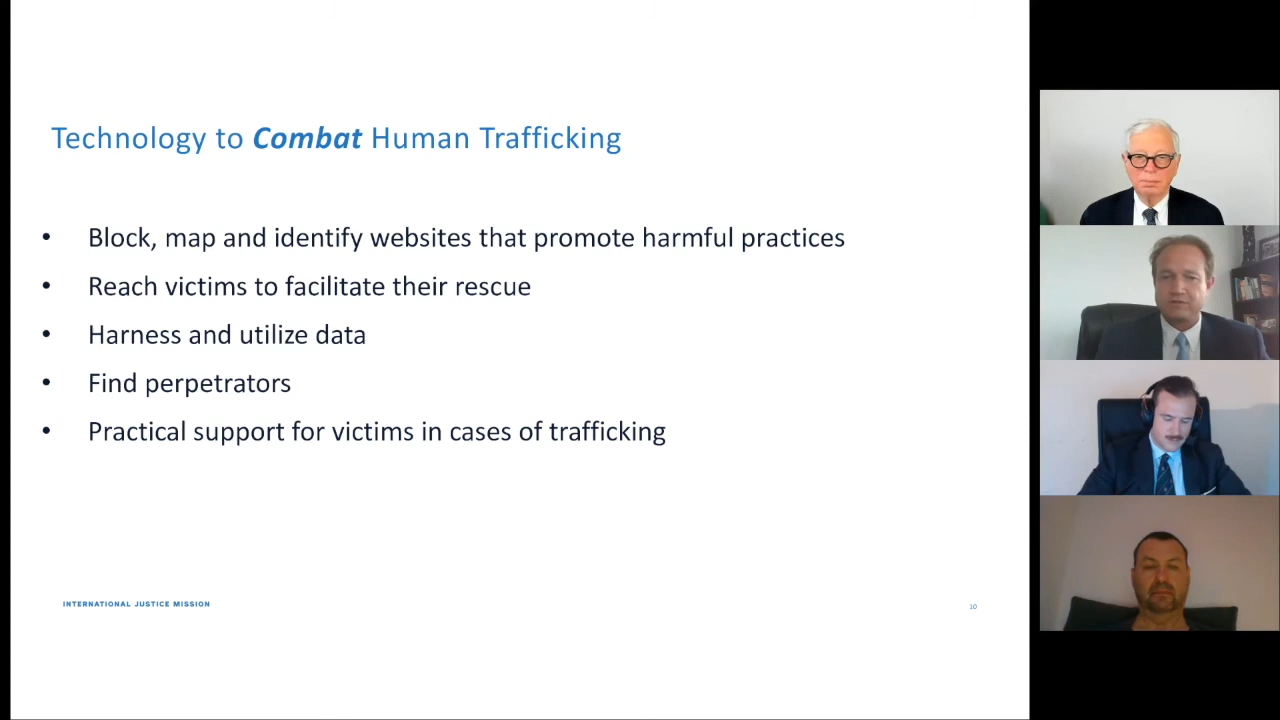 Technology to Combat Human Trafficking
• Block, map and identify websites that promote harmful practices
• Reach victims to facilitate their rescue
• Harness and utilize data
• Find perpetrators
• Practical support for victims in cases of trafficking
INTERNATIONAL JUSTICE MISSION
10